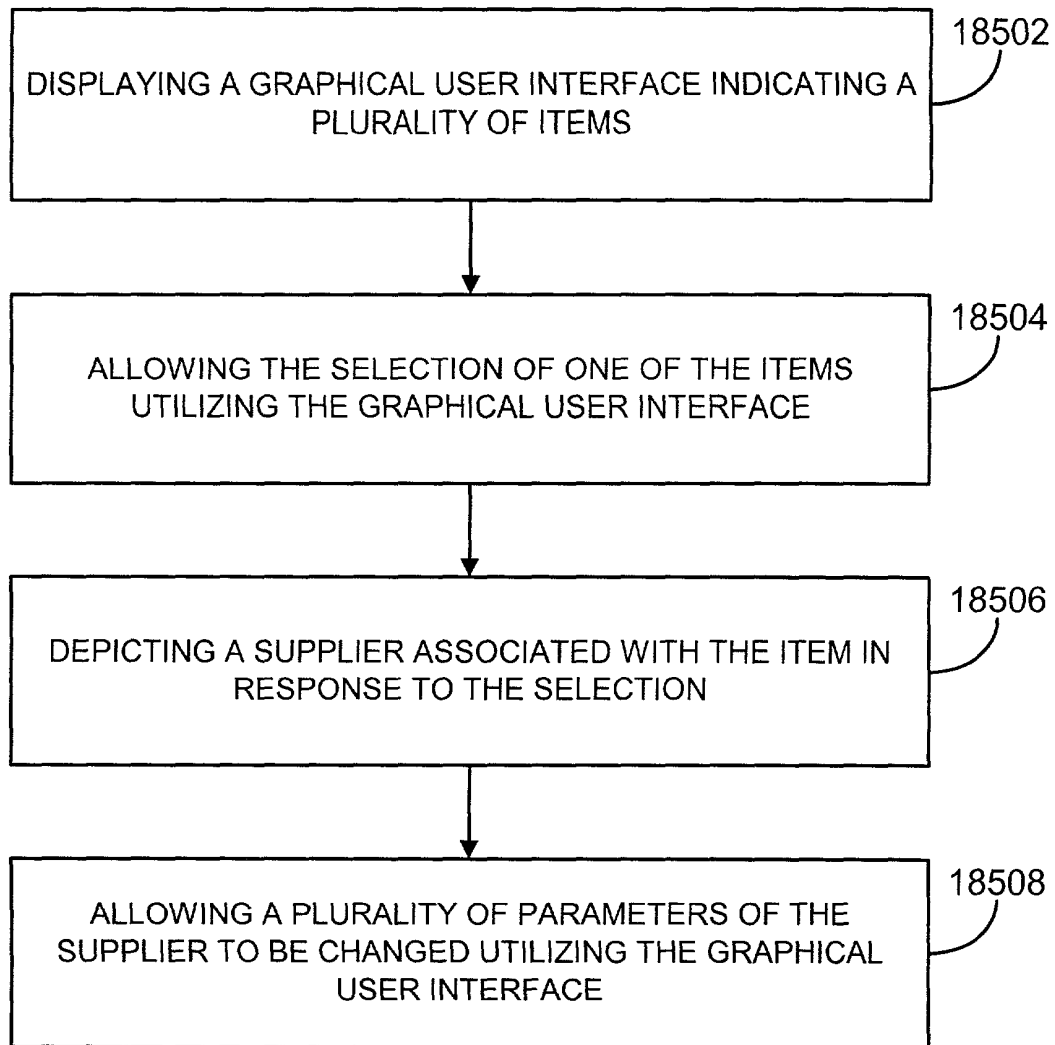 18502
DISPLAYING A GRAPHICAL USER INTERFACE INDICATING A
PLURALITY OF ITEMS
18504
ALLOWING THE SELECTION OF ONE OF THE ITEMS
UTILIZING THE GRAPHICAL USER INTERFACE
18506
DEPICTING A SUPPLIER ASSOCIATED WITH THE ITEM IN
RESPONSE TO THE SELECTION
18508
ALLOWING A PLURALITY OF PARAMETERS OF THE
SUPPLIER TO BE CHANGED UTILIZING THE GRAPHICAL
USER INTERFACE